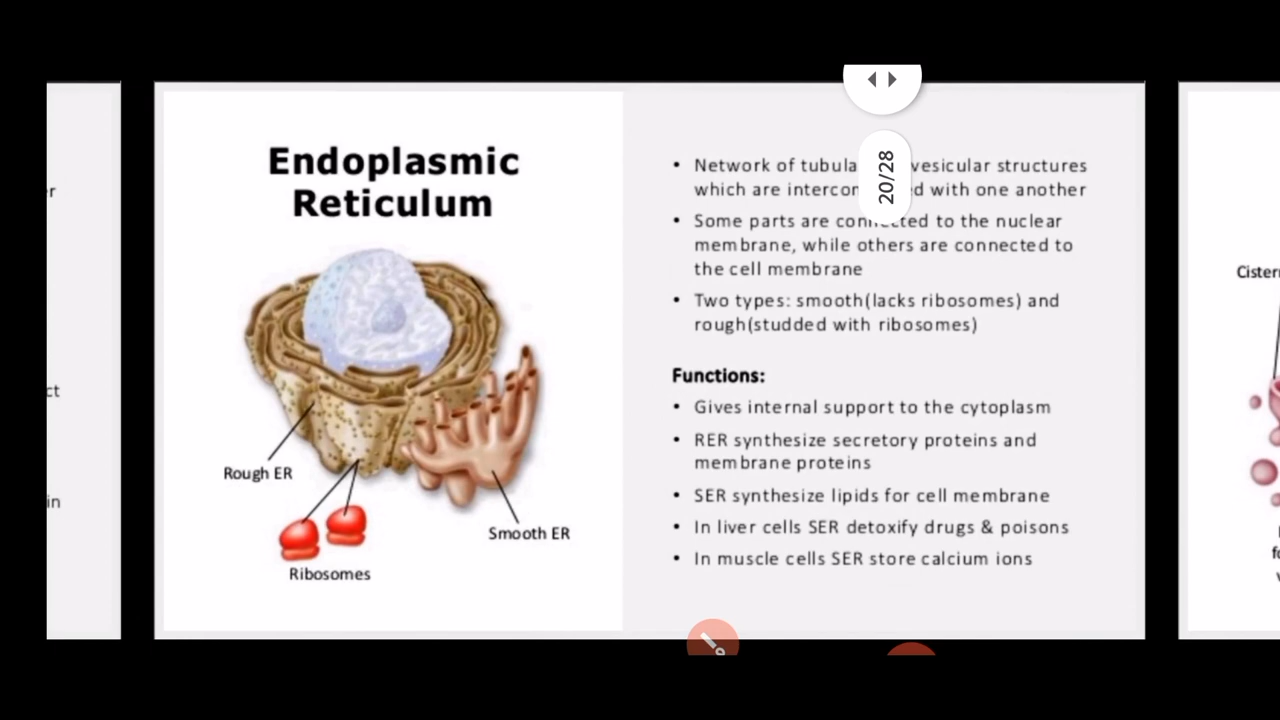 Endoplasmic
Reticulum
Rough ER
Smooth ER
Ribosomes
• Network of vesicular structures
which are with one another
• Some parts are to the nuclear
membrane, while others are connected to
the cell membrane
• Two types: smooth(lacks ribosomes) and
rough(studded with ribosomes)
Functions:
• Gives internal support to the cytoplasm
• RER synthesize secretory proteins and
membrane proteins
• SER synthesize lipids for cell membrane
• In liver cells SER detoxify drugs & poisons
• In muscle cells SER store calcium ions
20/28